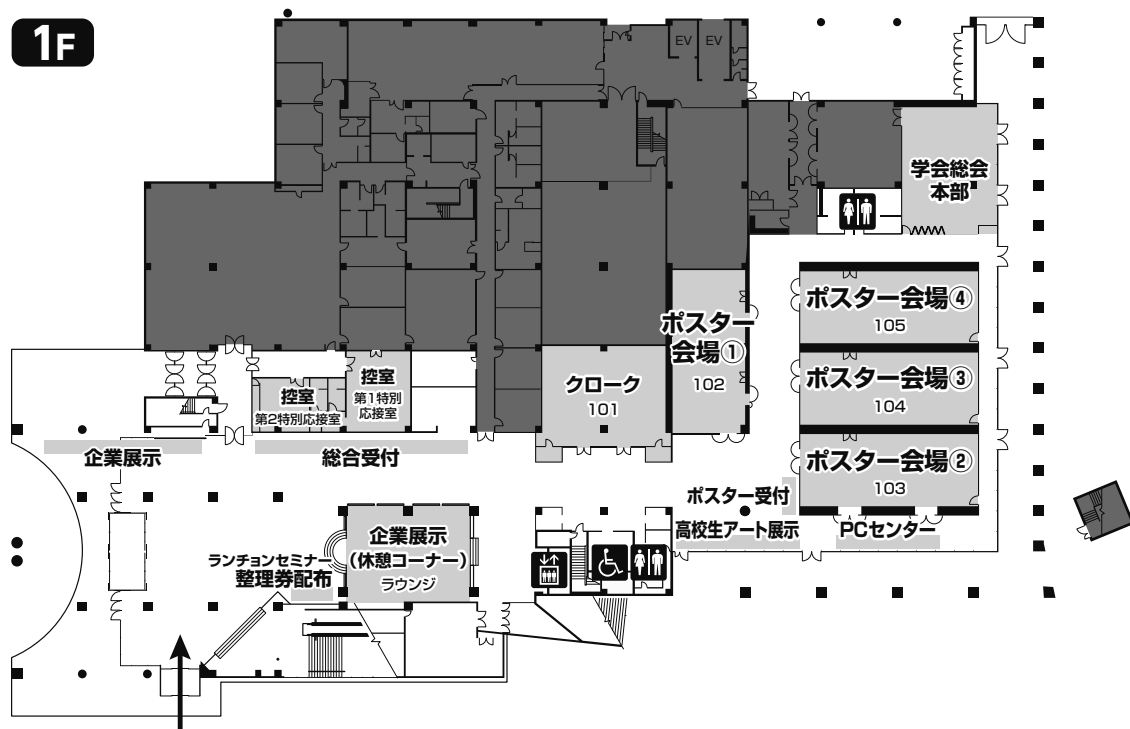 1F
EV
EV
学会総会
本部
ポスター会場④
105
ポスター
会場①
102
ポスター会場③
104
クローク
101
控室
第1特別
応接室
控室
第2特別応接室
ポスター会場②
103
企業展示
総合受付
ポスター受付
高校生アート展示
PCセンター
企業展示
(休憩コーナー)
ラウンジ
ランチョンセミナー
整理券配布